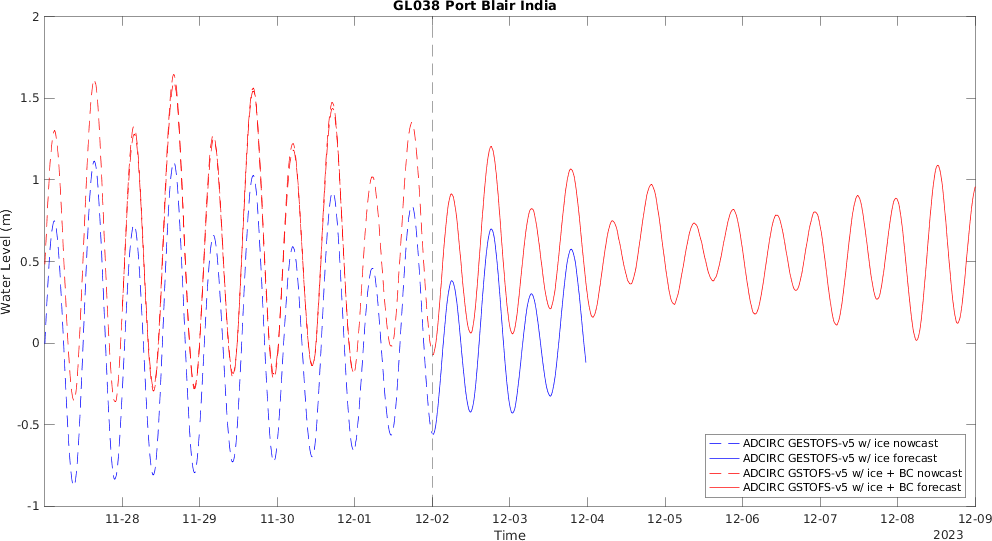 GL038 Port Blair India
2
1.5
1
0.5
0
-0.5
-1
Water Level (m)
11-28
11-29
11-30
12-01
12-02
12-03
12-04
12-05
12-06
12-07
12-08
12-09
Time
2023
ADCIRC GESTOFS-v5 w/ ice nowcast
ADCIRC GESTOFS-v5 w/ ice forecast
ADCIRC GSTOFS-v5 w/ ice + BC nowcast
ADCIRC GSTOFS-v5 w/ ice + BC forecast